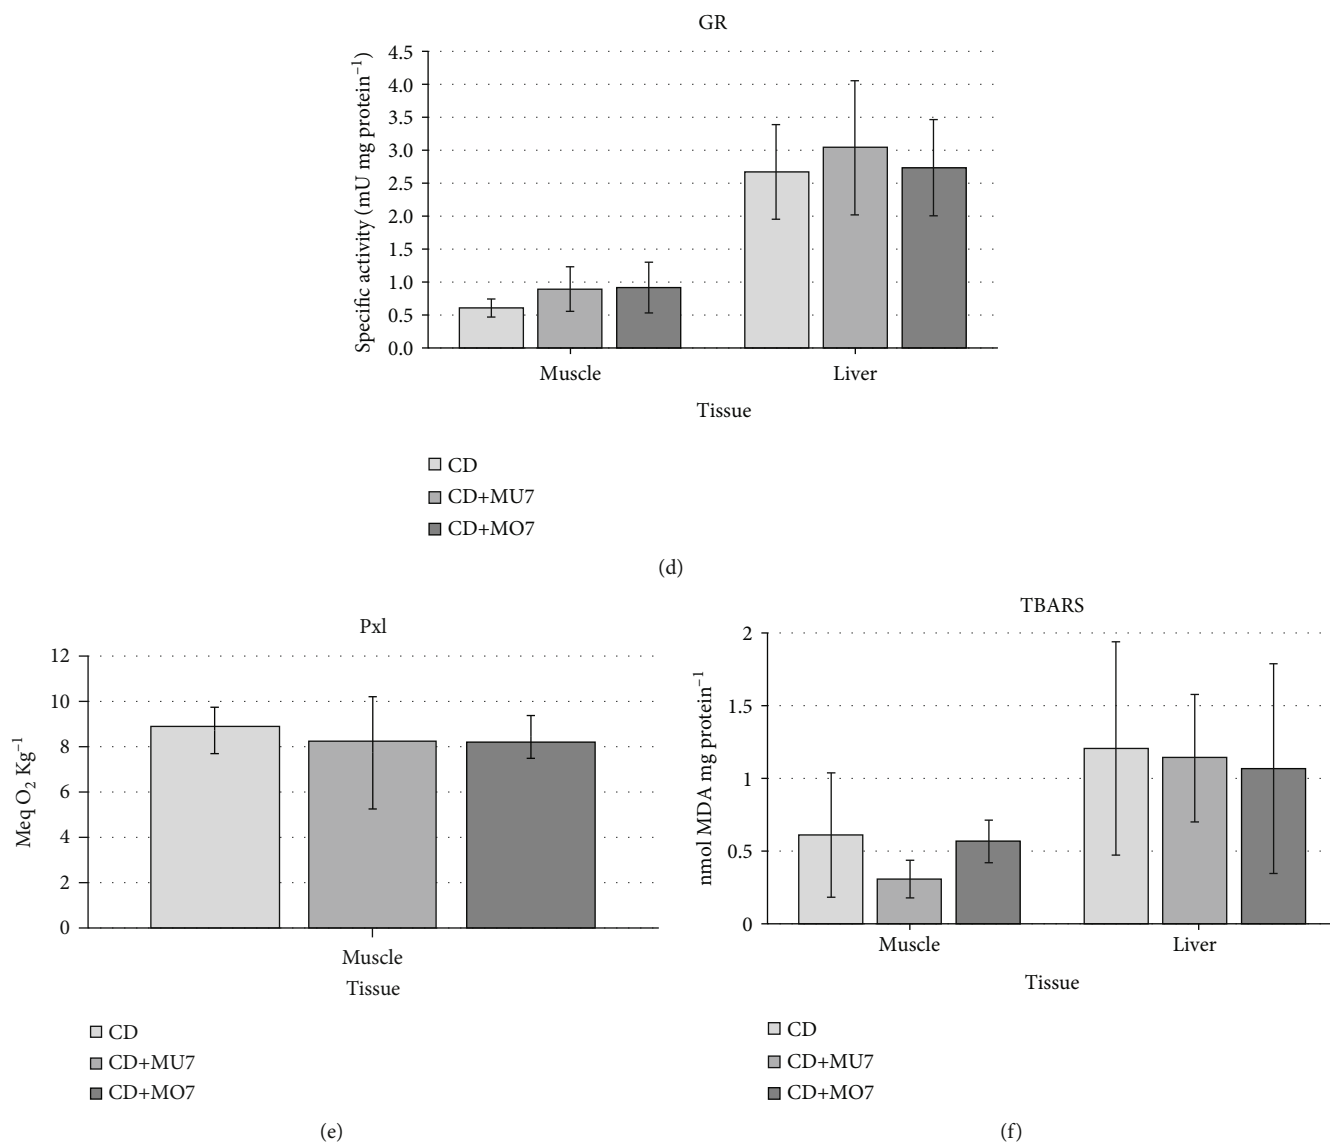 GR
Specific activity (mU mg protein⁻¹)
4.5
4.0
3.5
3.0
2.5
2.0
1.5
1.0
0.5
0.0
Muscle Liver
Tissue
CD
CD+MU7
CD+MO7
(d)
Pxl
Meq O₂ Kg⁻¹
12
10
8
6
4
2
0
Muscle
Tissue
CD
CD+MU7
CD+MO7
(e)
TBARS
nmol MDA mg protein⁻¹
2
1.5
1
0.5
0
Muscle Liver
Tissue
CD
CD+MU7
CD+MO7
(f)